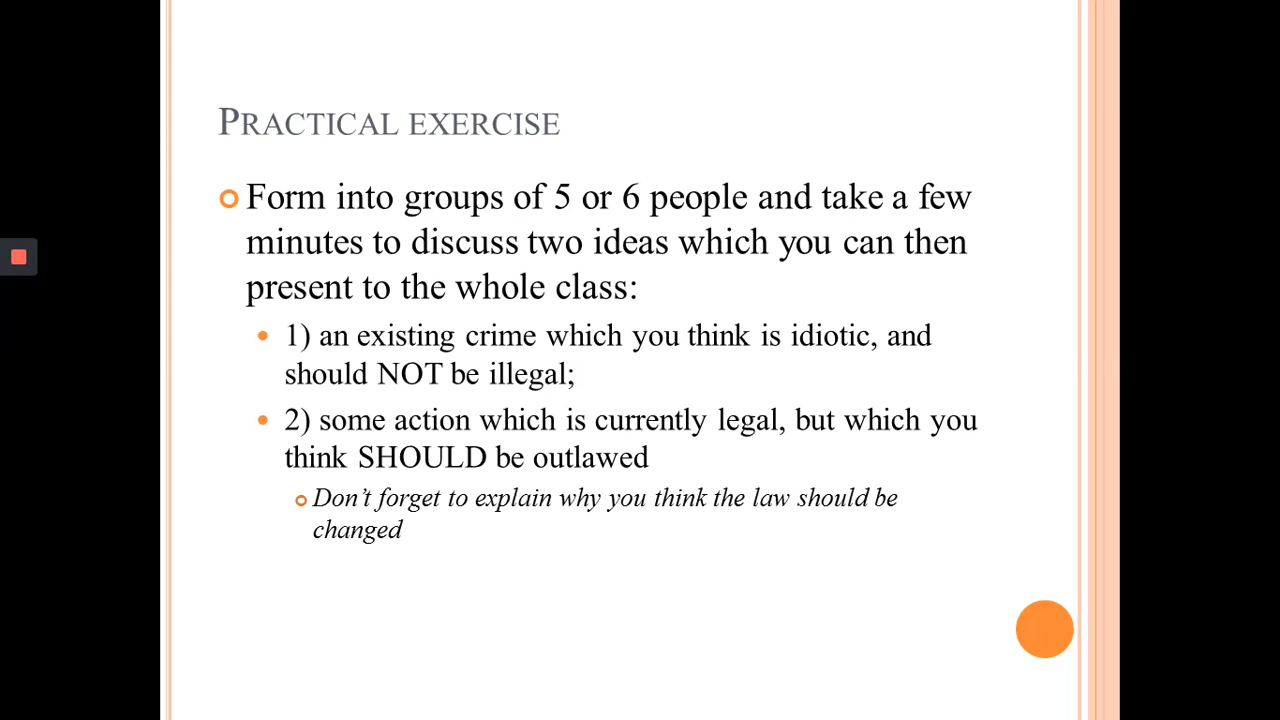 PRACTICAL EXERCISE
Form into groups of 5 or 6 people and take a few
minutes to discuss two ideas which you can then
present to the whole class:
1) an existing crime which you think is idiotic, and
should NOT be illegal;
2) some action which is currently legal, but which you
think SHOULD be outlawed
Don’t forget to explain why you think the law should be
changed